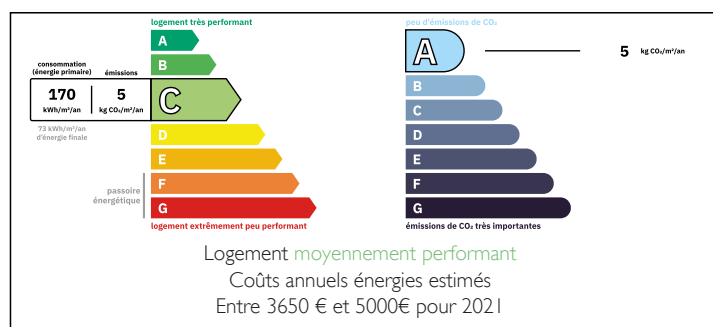 logement très performant
A
B
consommation
(énergie primaire)
émissions
170
kWh/m²/an
5
kg CO₂/m²/an
C
73 kWh/m²/an
d'énergie finale
D
E
passoire
énergétique
F
G
logement extrêmement peu performant
peu d'émissions de CO₂
A
5 kg CO₂/m²/an
B
C
D
E
F
G
émissions de CO₂ très importantes
Logement moyennement performant
Coûts annuels énergies estimés
Entre 3650 € et 5000€ pour 2021